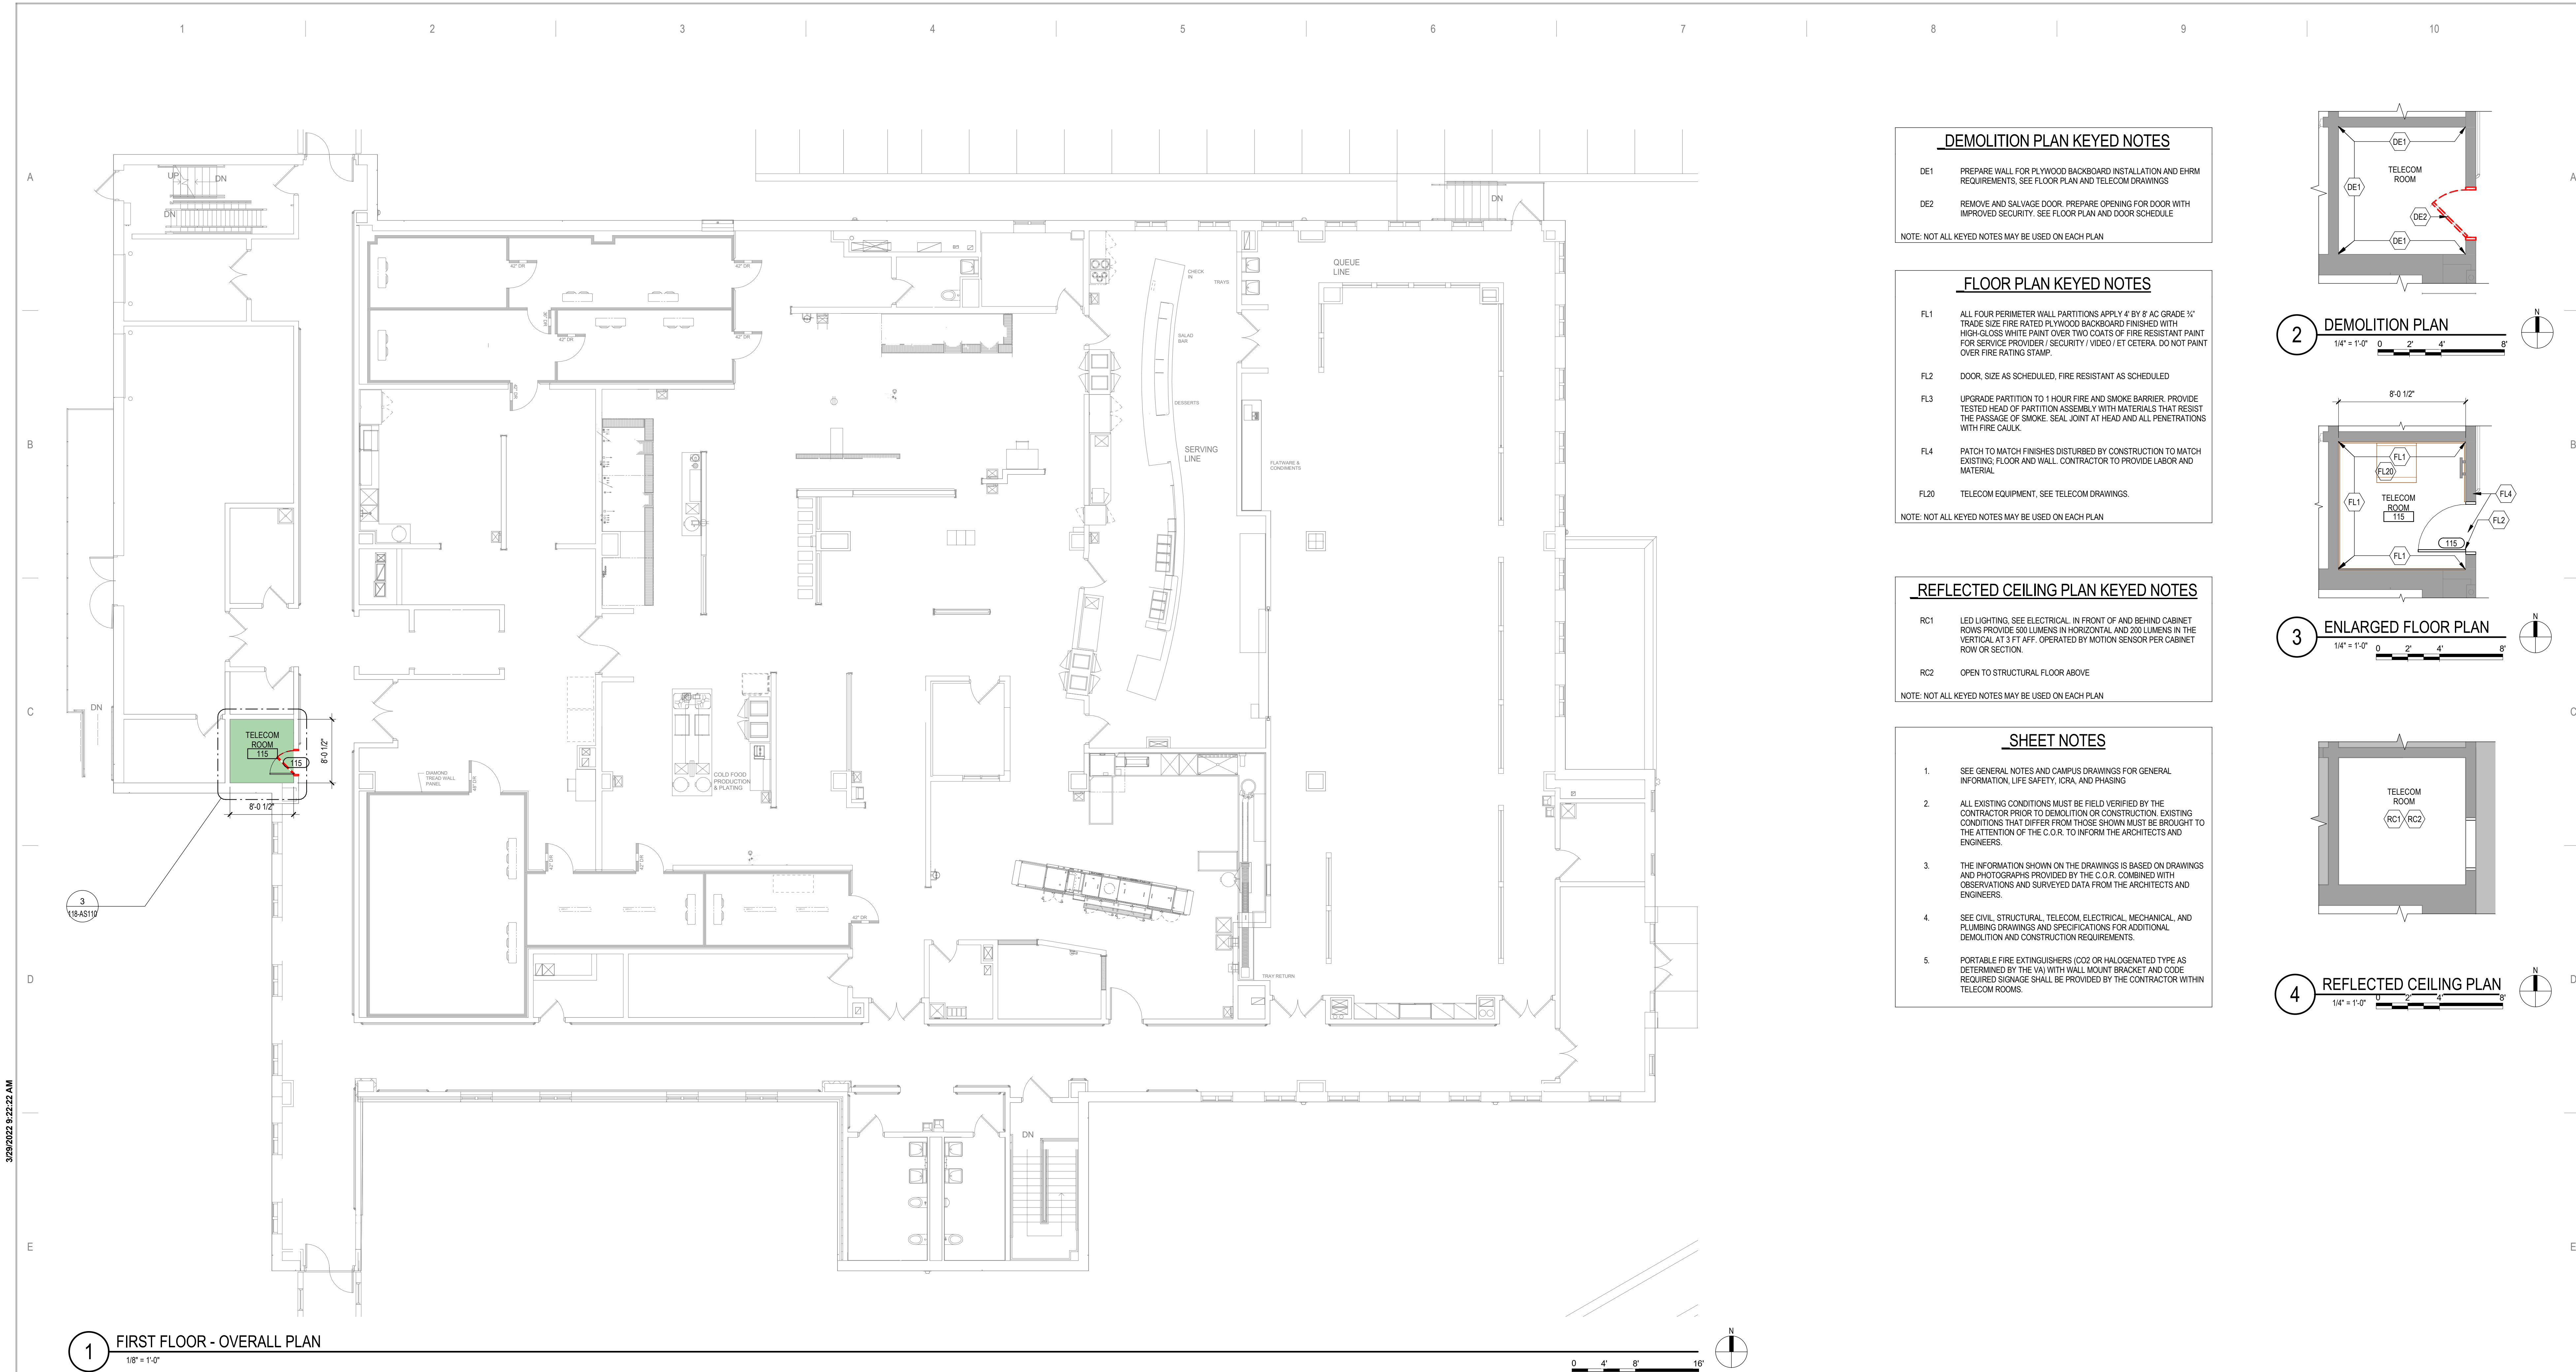 1 2 3 4 5 6 7 8 9 10
A
B
C
D
E
A
B
C
D
E
3/29/2022 9:22:22 AM
UP
DN
DN
DN
42" DR
42" DR
42" DR
42" DR
42" DR
42" DR
CHECK
IN
TRAYS
QUEUE
LINE
SALAD
BAR
DESSERTS
SERVING
LINE
FLATWARE &
CONDIMENTS
DN
TELECOM
ROOM
115
115
8'-0 1/2"
8'-0 1/2"
DIAMOND
TREAD WALL
PANEL
COLD FOOD
PRODUCTION
& PLATING
42" DR
42" DR
42" DR
TRAY RETURN
DN
3
118-AS110
1
FIRST FLOOR - OVERALL PLAN
1/8" = 1'-0"
0 4' 8' 16'
N
_DEMOLITION PLAN KEYED NOTES
DE1 PREPARE WALL FOR PLYWOOD BACKBOARD INSTALLATION AND EHRM
REQUIREMENTS, SEE FLOOR PLAN AND TELECOM DRAWINGS
DE2 REMOVE AND SALVAGE DOOR. PREPARE OPENING FOR DOOR WITH
IMPROVED SECURITY. SEE FLOOR PLAN AND DOOR SCHEDULE
NOTE: NOT ALL KEYED NOTES MAY BE USED ON EACH PLAN
_FLOOR PLAN KEYED NOTES
FL1 ALL FOUR PERIMETER WALL PARTITIONS APPLY 4' BY 8' AC GRADE ¾"
TRADE SIZE FIRE RATED PLYWOOD BACKBOARD FINISHED WITH
HIGH-GLOSS WHITE PAINT OVER TWO COATS OF FIRE RESISTANT PAINT
FOR SERVICE PROVIDER / SECURITY / VIDEO / ET CETERA. DO NOT PAINT
OVER FIRE RATING STAMP.
FL2 DOOR, SIZE AS SCHEDULED, FIRE RESISTANT AS SCHEDULED
FL3 UPGRADE PARTITION TO 1 HOUR FIRE AND SMOKE BARRIER. PROVIDE
TESTED HEAD OF PARTITION ASSEMBLY WITH MATERIALS THAT RESIST
THE PASSAGE OF SMOKE. SEAL JOINT AT HEAD AND ALL PENETRATIONS
WITH FIRE CAULK.
FL4 PATCH TO MATCH FINISHES DISTURBED BY CONSTRUCTION TO MATCH
EXISTING; FLOOR AND WALL. CONTRACTOR TO PROVIDE LABOR AND
MATERIAL
FL20 TELECOM EQUIPMENT, SEE TELECOM DRAWINGS.
NOTE: NOT ALL KEYED NOTES MAY BE USED ON EACH PLAN
_REFLECTED CEILING PLAN KEYED NOTES
RC1 LED LIGHTING, SEE ELECTRICAL. IN FRONT OF AND BEHIND CABINET
ROWS PROVIDE 500 LUMENS IN HORIZONTAL AND 200 LUMENS IN THE
VERTICAL AT 3 FT AFF. OPERATED BY MOTION SENSOR PER CABINET
ROW OR SECTION.
RC2 OPEN TO STRUCTURAL FLOOR ABOVE
NOTE: NOT ALL KEYED NOTES MAY BE USED ON EACH PLAN
_SHEET NOTES
1. SEE GENERAL NOTES AND CAMPUS DRAWINGS FOR GENERAL
INFORMATION, LIFE SAFETY, ICRA, AND PHASING
2. ALL EXISTING CONDITIONS MUST BE FIELD VERIFIED BY THE
CONTRACTOR PRIOR TO DEMOLITION OR CONSTRUCTION. EXISTING
CONDITIONS THAT DIFFER FROM THOSE SHOWN MUST BE BROUGHT TO
THE ATTENTION OF THE C.O.R. TO INFORM THE ARCHITECTS AND
ENGINEERS.
3. THE INFORMATION SHOWN ON THE DRAWINGS IS BASED ON DRAWINGS
AND PHOTOGRAPHS PROVIDED BY THE C.O.R. COMBINED WITH
OBSERVATIONS AND SURVEYED DATA FROM THE ARCHITECTS AND
ENGINEERS.
4. SEE CIVIL, STRUCTURAL, TELECOM, ELECTRICAL, MECHANICAL, AND
PLUMBING DRAWINGS AND SPECIFICATIONS FOR ADDITIONAL
DEMOLITION AND CONSTRUCTION REQUIREMENTS.
5. PORTABLE FIRE EXTINGUISHERS (CO2 OR HALOGENATED TYPE AS
DETERMINED BY THE VA) WITH WALL MOUNT BRACKET AND CODE
REQUIRED SIGNAGE SHALL BE PROVIDED BY THE CONTRACTOR WITHIN
TELECOM ROOMS.
DE1
TELECOM
ROOM
DE1
DE2
DE1
2
DEMOLITION PLAN
1/4" = 1'-0"
0 2' 4' 8'
N
8'-0 1/2"
FL1
FL20
FL1
TELECOM
ROOM
115
FL4
FL2
115
FL1
3
ENLARGED FLOOR PLAN
1/4" = 1'-0"
0 2' 4' 8'
N
TELECOM
ROOM
RC1 RC2
4
REFLECTED CEILING PLAN
1/4" = 1'-0"
0 2' 4' 8'
N